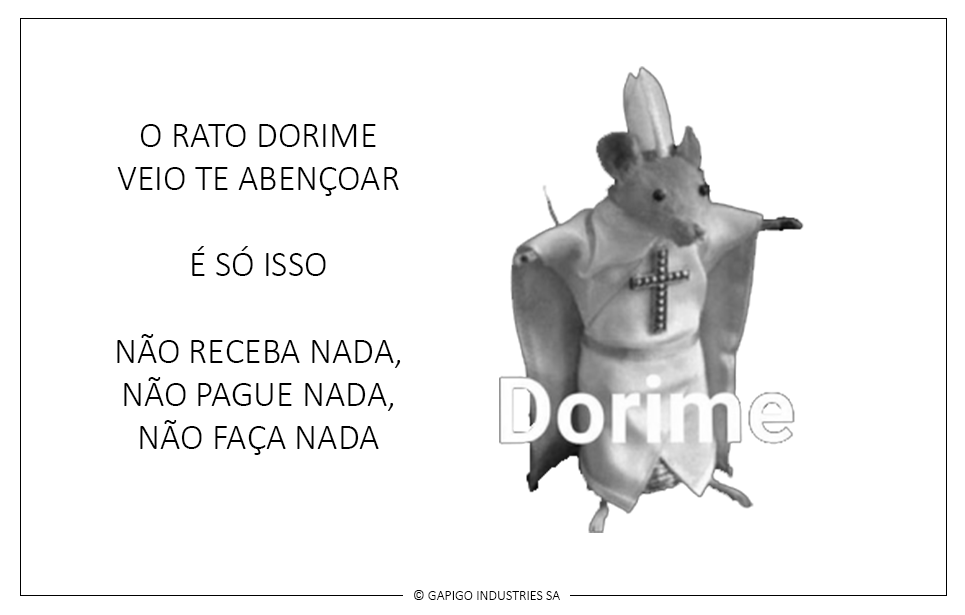 O RATO DORIME
VEIO TE ABENÇOAR
É SÓ ISSO
NÃO RECEBA NADA,
NÃO PAGUE NADA,
NÃO FAÇA NADA
Dorime
© GAPIGO INDUSTRIES SA